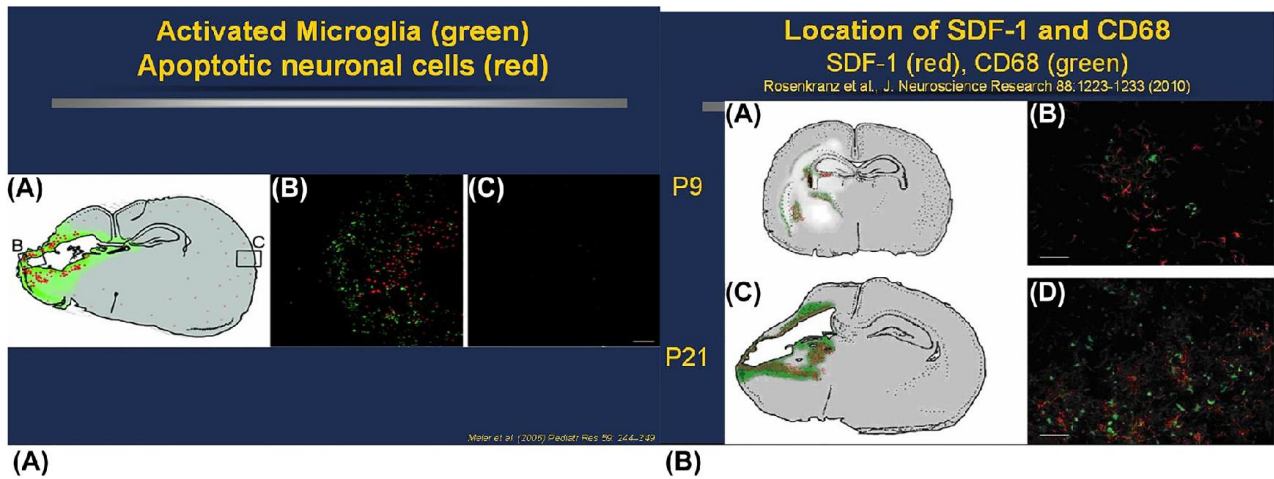 Activated Microglia (green)
Apoptotic neuronal cells (red)
(A)
(B)
(C)
B
C
Meier et al. (2006) Pediatr Res 59: 244–249
(A)
Location of SDF-1 and CD68
SDF-1 (red), CD68 (green)
Rosenkranz et al., J. Neuroscience Research 88:1223-1233 (2010)
(A)
(B)
P9
(C)
(D)
P21
(B)